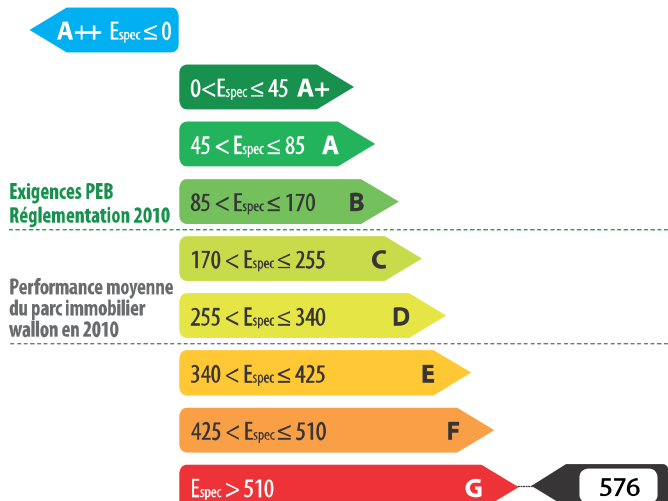 A++ Espec ≤ 0
0<Espec ≤ 45 A+
45 < Espec ≤ 85 A
Exigences PEB
Réglementation 2010
85 < Espec ≤ 170 B
170 < Espec ≤ 255 C
Performance moyenne
du parc immobilier
wallon en 2010
255 < Espec ≤ 340 D
340 < Espec ≤ 425 E
425 < Espec ≤ 510 F
Espec > 510 G 576